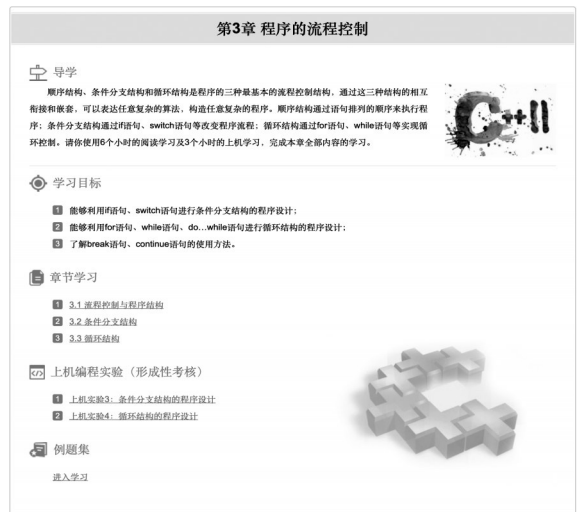 第3章 程序的流程控制
导学
顺序结构、条件分支结构和循环结构是程序的三种最基本的流程控制结构，通过这三种结构的相互
衔接和嵌套，可以表达任意复杂的算法，构造任意复杂的程序。顺序结构通过语句排列的顺序来执行程
序；条件分支结构通过if语句、switch语句等改变程序流程；循环结构通过for语句、while语句等实现循
环控制。请你使用6个小时的阅读学习及3个小时的上机学习，完成本章全部内容的学习。
C++11
学习目标
1 能够利用if语句、switch语句进行条件分支结构的程序设计；
2 能够利用for语句、while语句、do…while语句进行循环结构的程序设计；
3 了解break语句、continue语句的使用方法。
章节学习
1 3.1 流程控制与程序结构
2 3.2 条件分支结构
3 3.3 循环结构
上机编程实验（形成性考核）
1 上机实验3：条件分支结构的程序设计
2 上机实验4：循环结构的程序设计
例题集
进入学习